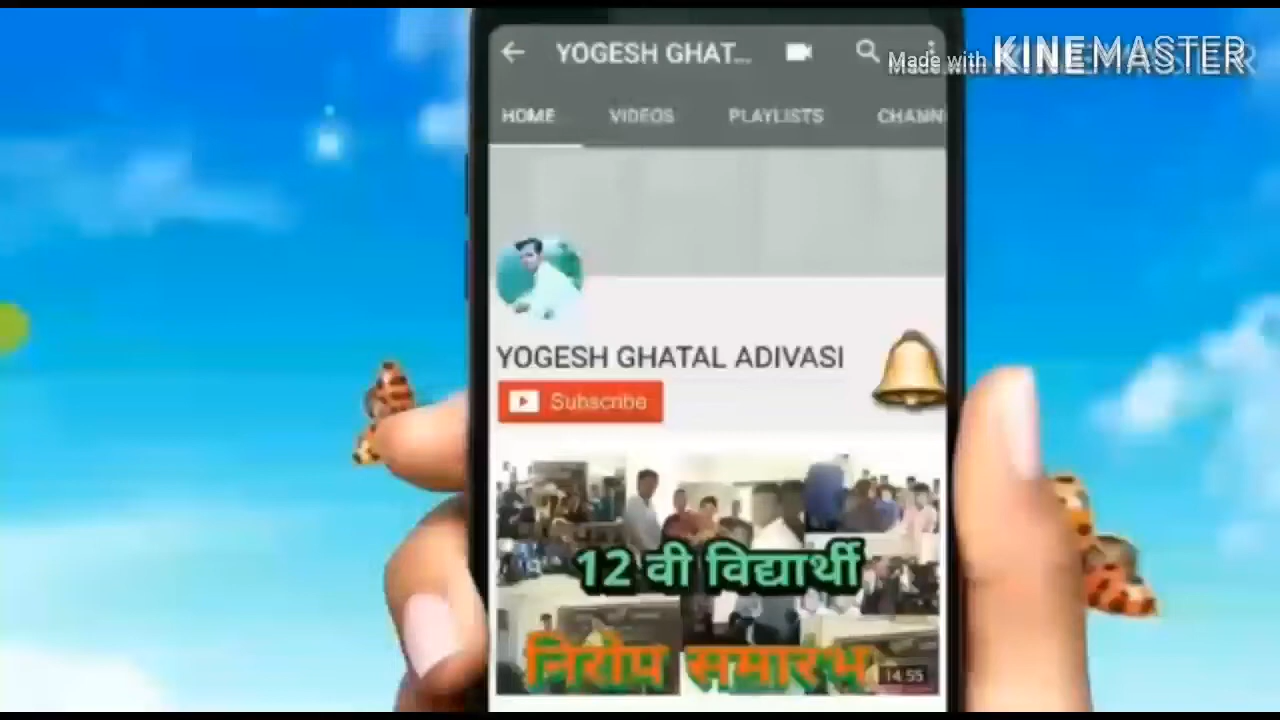 YOGESH GHAT...
Made with KINEMASTER
HOME VIDEOS PLAYLISTS CHANN
YOGESH GHATAL ADIVASI
Subscribe
12 वी विद्यार्थी
निरोप समारंभ
14:55